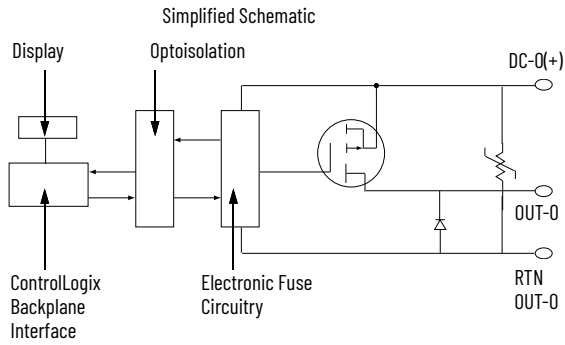 Simplified Schematic
Display
Optoisolation
DC-0(+)
OUT-0
ControlLogix
Backplane
Interface
Electronic Fuse
Circuitry
RTN
OUT-0